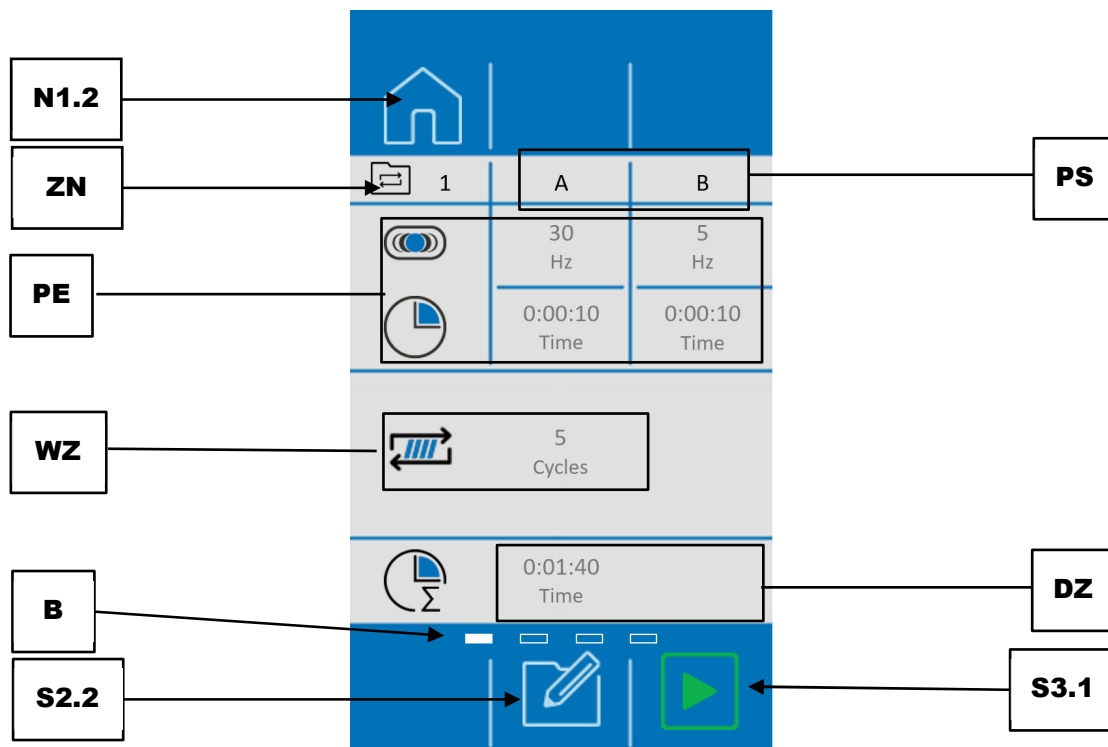 N1.2
ZN
1
A
B
PS
30
Hz
5
Hz
PE
0:00:10
Time
0:00:10
Time
WZ
5
Cycles
0:01:40
Time
DZ
B
S2.2
S3.1
Σ